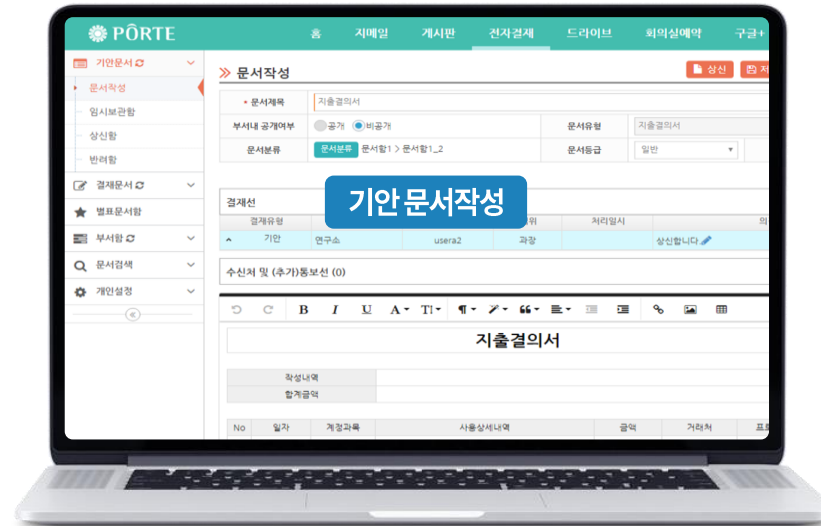 PÔRTE
홈 지메일 게시판 전자결재 드라이브 회의실예약 구글+
기안문서
문서작성
임시보관함
상신함
반려함
결재문서
별표문서함
부서함
문서검색
개인설정
문서작성
상신
문서제목 지출결의서
부서내 공개여부 공개 비공개 문서유형 지출결의서
문서분류 문서분류 문서함1 > 문서함1_2 문서등급 일반
결재선
기안 문서작성
결재유형 처리일시
기안 연구소 usera2 과장 상신합니다.
수신처 및 (추가)통보선 (0)
B I U A TI ¶
지출결의서
작성내역
합계금액
No 일자 계정과목 사용상세내역 금액 거래처